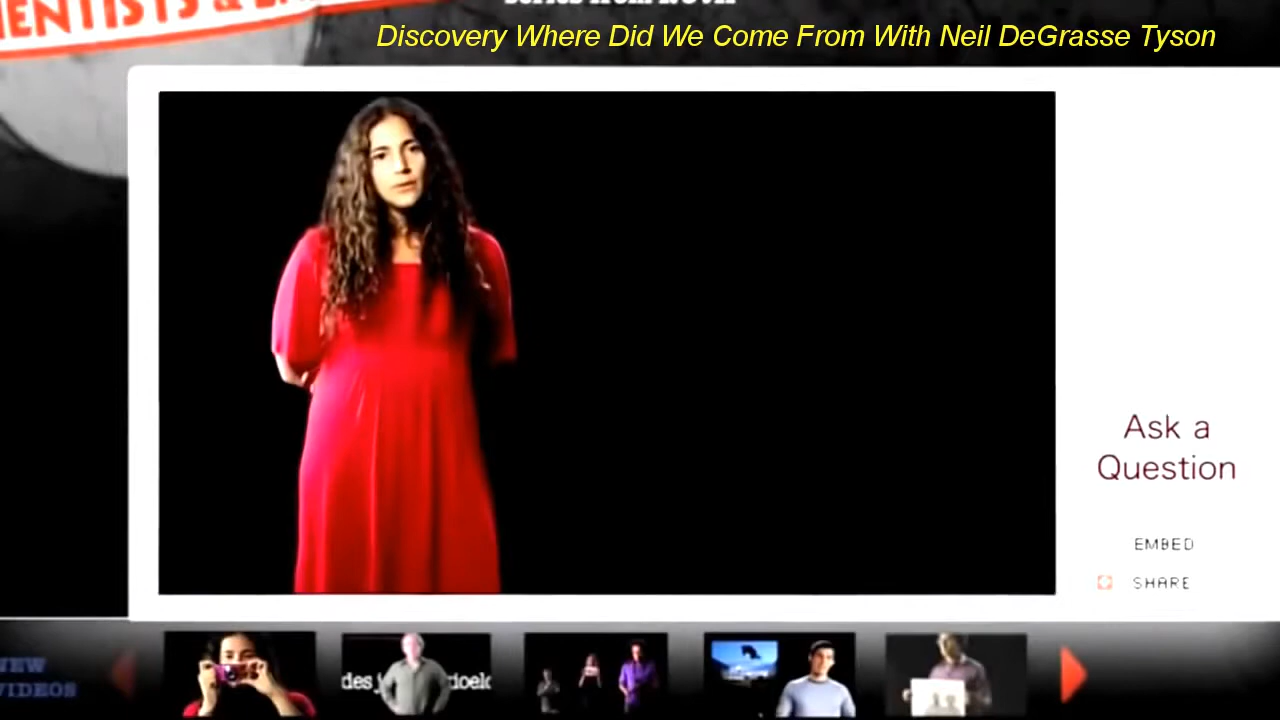 Discovery Where Did We Come From With Neil DeGrasse Tyson
Ask a
Question
EMBED
SHARE
NEW
VIDEOS